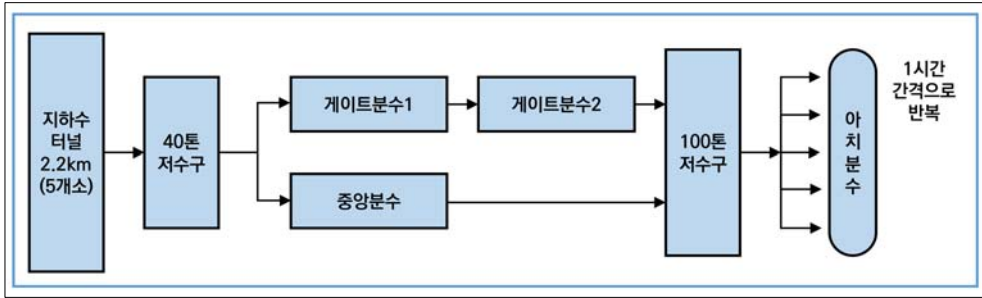 지하수
터널
2.2km
(5개소)
40톤
저수구
게이트분수1
게이트분수2
중앙분수
100톤
저수구
아
치
분
수
1시간
간격으로
반복